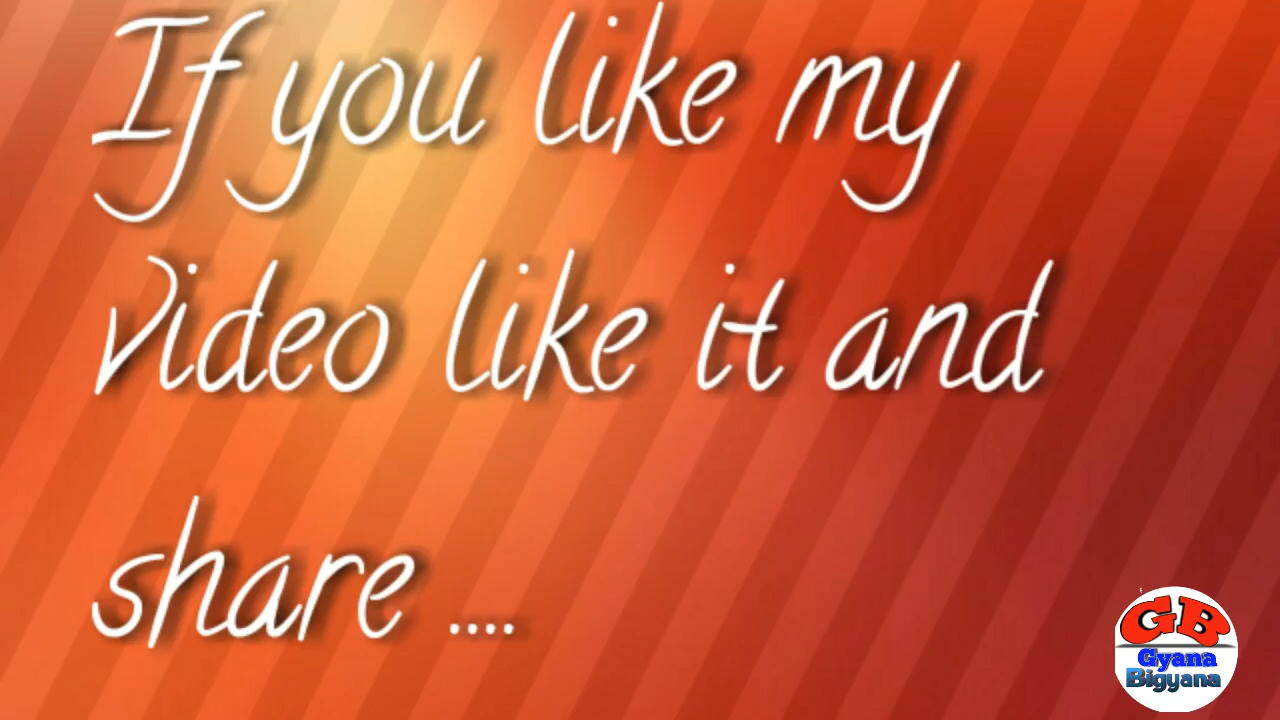 If you like my
video like it and
share ....
GB
Gyana
Bigyana